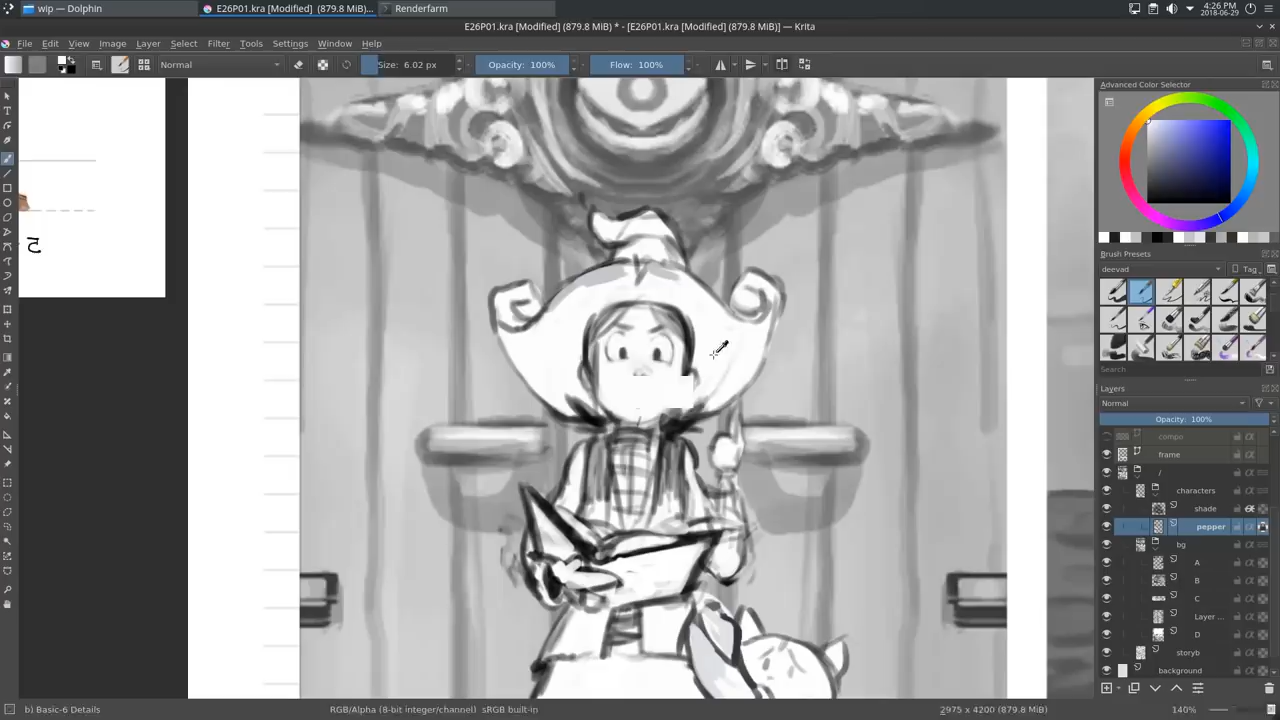 wip — Dolphin
E26P01.kra [Modified] (879.8 MiB)...
Renderfarm
4:26 PM
2018-06-29
E26P01.kra [Modified] (879.8 MiB) * - [E26P01.kra [Modified] (879.8 MiB)] — Krita
File Edit View Image Layer Select Filter Tools Settings Window Help
Normal
Size: 6.02 px
Opacity: 100%
Flow: 100%
Advanced Color Selector
Brush Presets
deevad
Tag
Search
Layers
Normal
Opacity: 100%
compo
frame
/
characters
shade
pepper
bg
A
B
C
Layer ...
D
storyb
background
b) Basic-6 Details
RGB/Alpha (8-bit integer/channel) sRGB built-in
2975 x 4200 (879.8 MiB)
140%